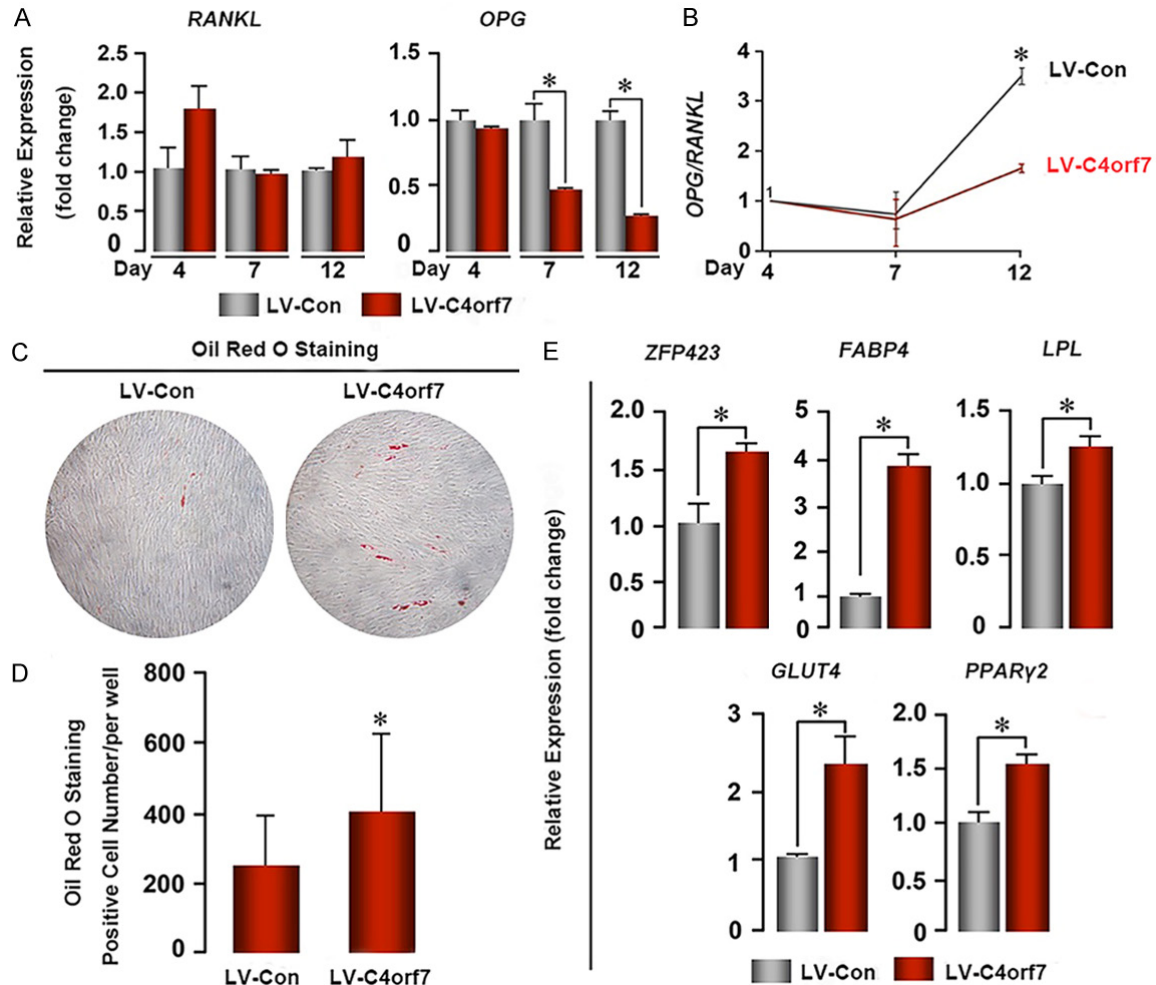 A
RANKL
OPG
Relative Expression
(fold change)
2.5
2.0
1.5
1.0
0.5
0
1.5
1.0
0.5
0
* *
Day 4 7 12
Day 4 7 12
LV-Con LV-C4orf7
B
OPG/RANKL
4
3
2
1
0
1
*
LV-Con
LV-C4orf7
Day 4 7 12
C
Oil Red O Staining
LV-Con LV-C4orf7
D
Oil Red O Staining
Positive Cell Number/per well
800
600
400
200
0
*
LV-Con LV-C4orf7
E
Relative Expression (fold change)
ZFP423
2.0
1.5
1.0
0.5
0
*
FABP4
5
4
3
5
1
0
*
LPL
1.5
1.0
0.5
0
*
GLUT4
3
2
1
0
*
PPARγ2
2.0
1.5
1.0
0.5
0
*
LV-Con LV-C4orf7